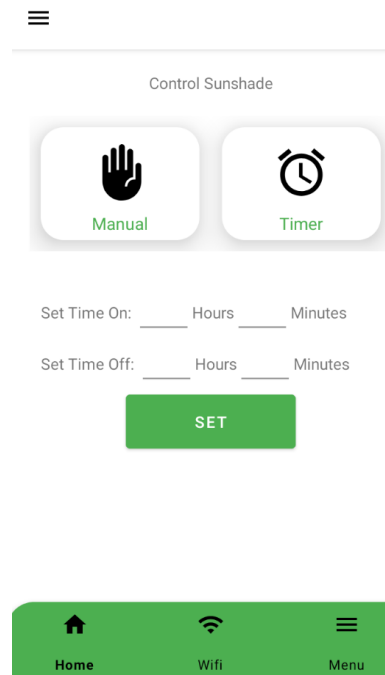 Control Sunshade
Manual Timer
Set Time On: Hours Minutes
Set Time Off: Hours Minutes
SET
Home Wifi Menu